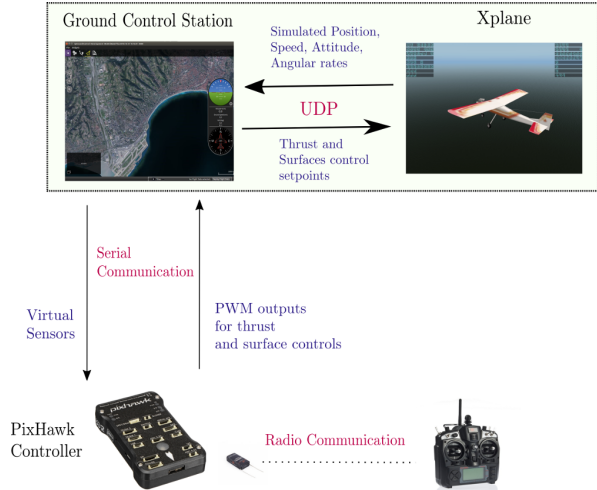 Ground Control Station
Xplane
Simulated Position,
Speed, Attitude,
Angular rates
UDP
Thrust and
Surfaces control
setpoints
Serial
Communication
Virtual
Sensors
PWM outputs
for thrust
and surface controls
PixHawk
Controller
pixhawk
Radio Communication